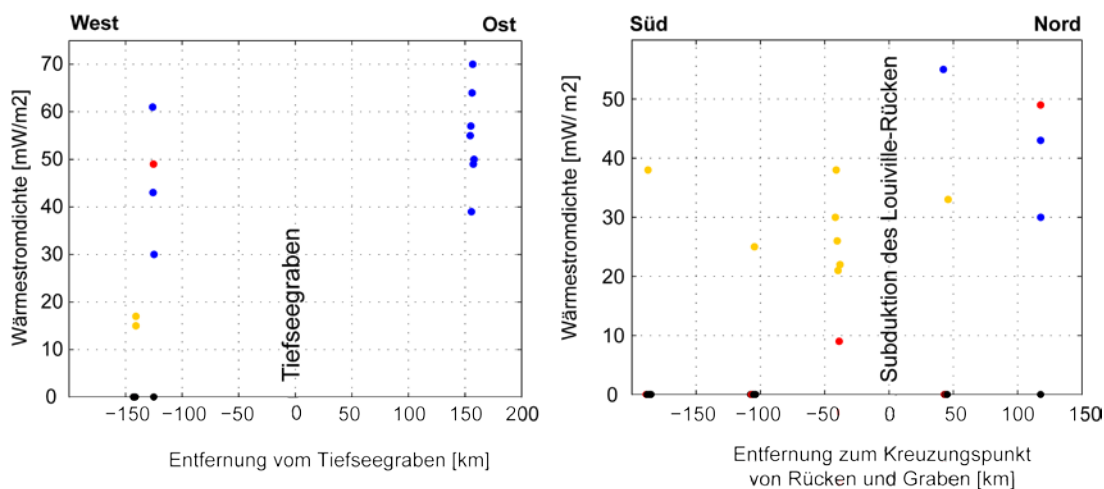 West
Ost
Wärmestromdichte [mW/m2]
70
60
50
40
30
20
10
0
Tiefseegraben
−150 −100 −50 0 50 100 150 200
Entfernung vom Tiefseegraben [km]
Süd
Nord
Wärmestromdichte [mW/m2]
50
40
30
20
10
0
Subduktion des Louiville-Rücken
−150 −100 −50 0 50 100 150
Entfernung zum Kreuzungspunkt
von Rücken und Graben [km]